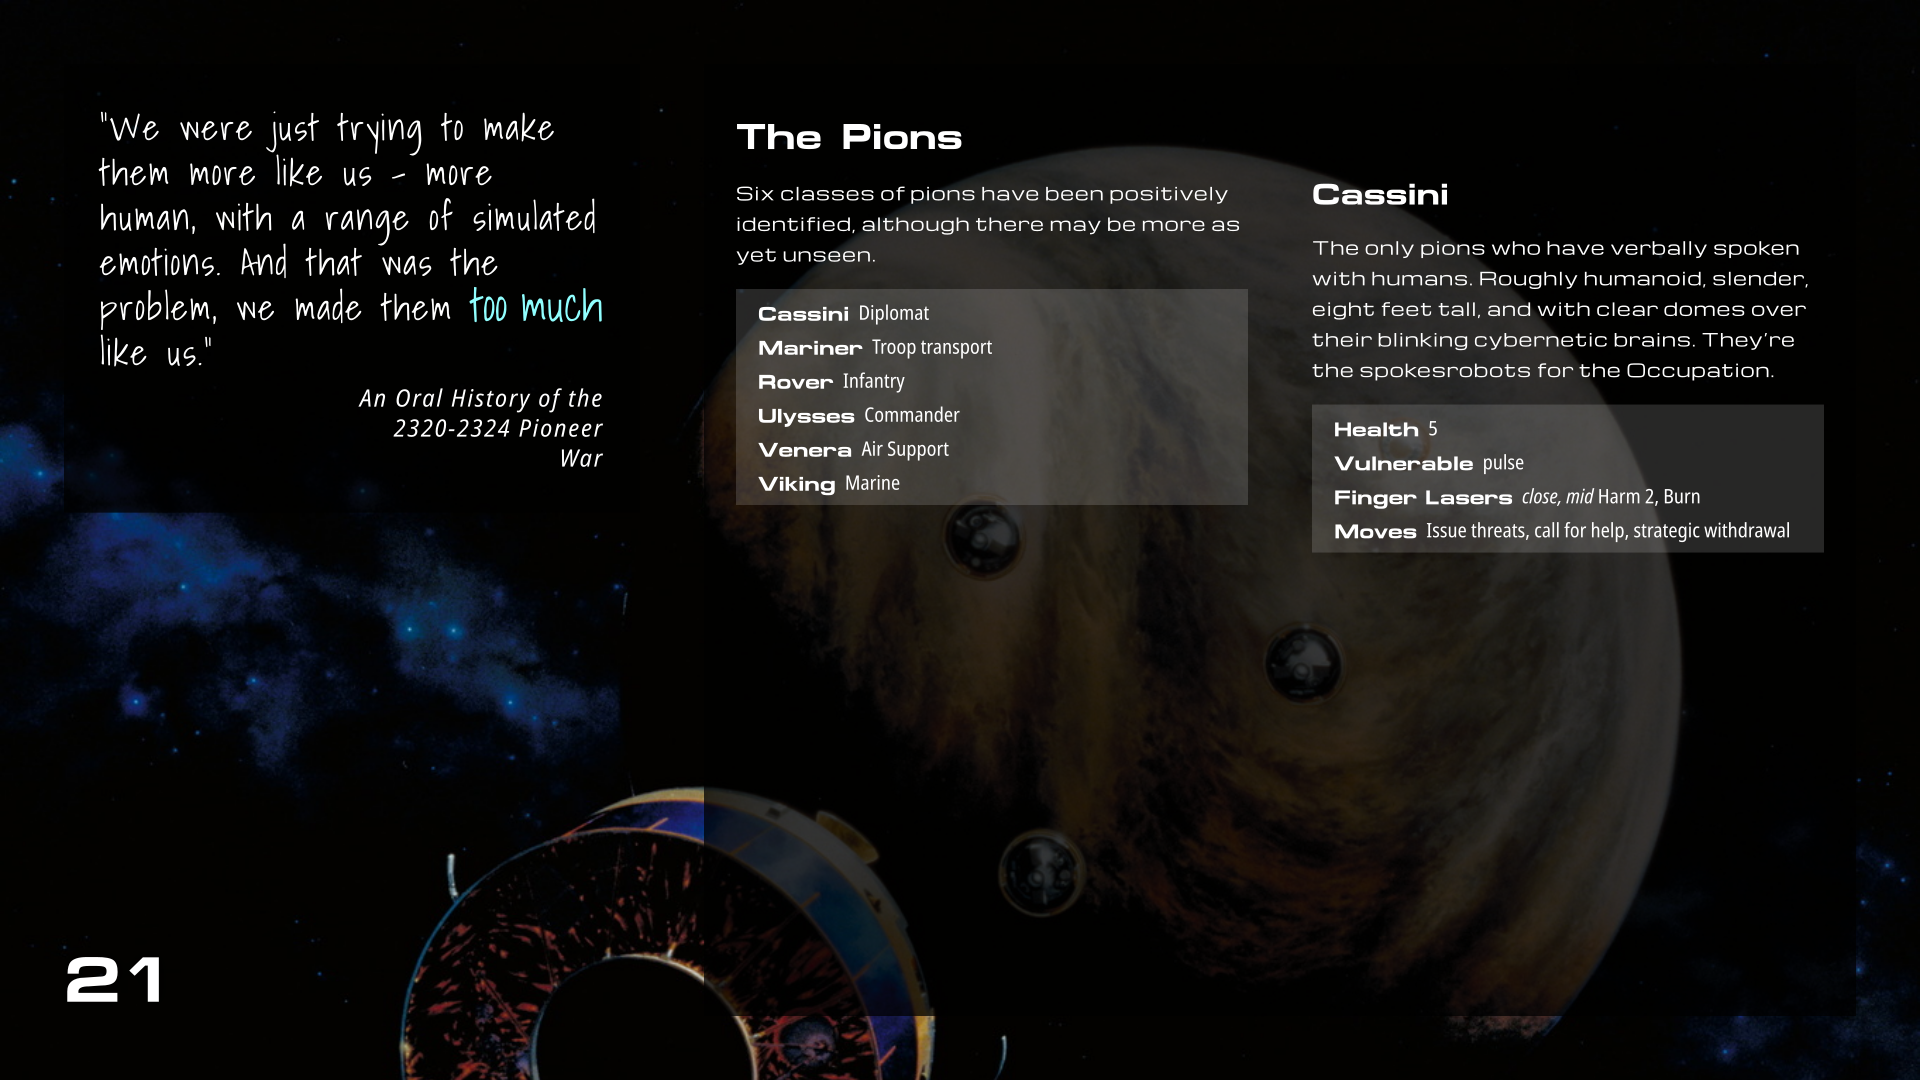 "We were just trying to make
them more like us - more
human, with a range of simulated
emotions. And that was the
problem, we made them too much
like us."
An Oral History of the
2320-2324 Pioneer
War
The Pions
Six classes of pions have been positively
identified, although there may be more as
yet unseen.
Cassini Diplomat
Mariner Troop transport
Rover Infantry
Ulysses Commander
Venera Air Support
Viking Marine
Cassini
The only pions who have verbally spoken
with humans. Roughly humanoid, slender,
eight feet tall, and with clear domes over
their blinking cybernetic brains. They're
the spokesrobots for the Occupation.
Health 5
Vulnerable pulse
Finger Lasers close, mid Harm 2, Burn
Moves Issue threats, call for help, strategic withdrawal
21